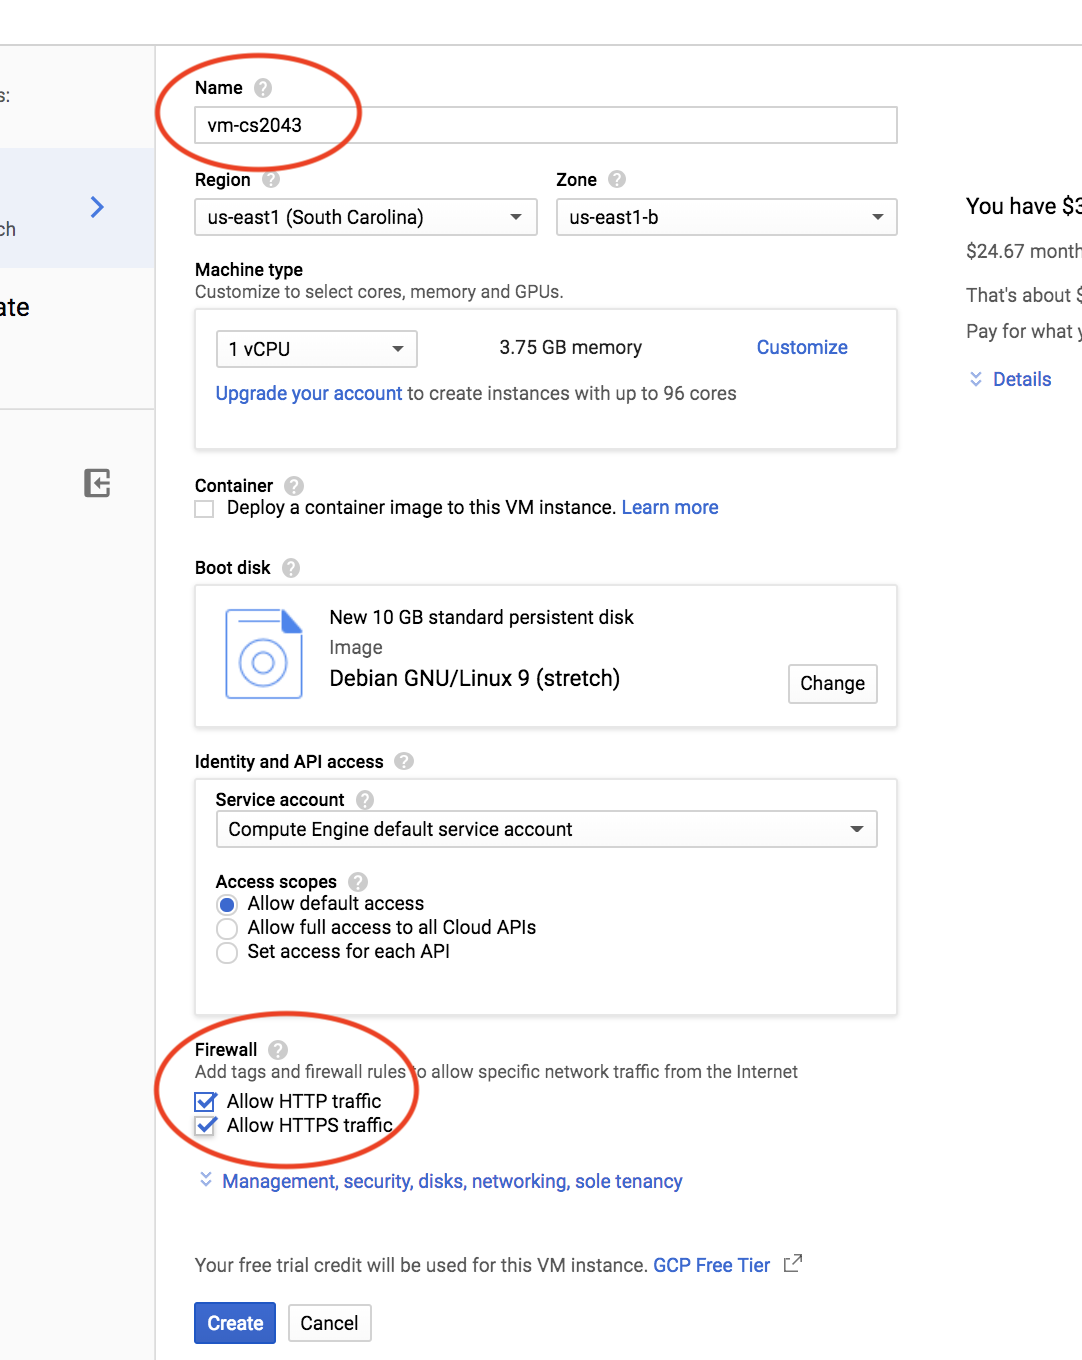 s:
ch
ate
Name
vm-cs2043
Region
Zone
us-east1 (South Carolina)
us-east1-b
Machine type
Customize to select cores, memory and GPUs.
1 vCPU
3.75 GB memory
Customize
Upgrade your account to create instances with up to 96 cores
Container
Deploy a container image to this VM instance. Learn more
Boot disk
New 10 GB standard persistent disk
Image
Debian GNU/Linux 9 (stretch)
Change
Identity and API access
Service account
Compute Engine default service account
Access scopes
Allow default access
Allow full access to all Cloud APIs
Set access for each API
Firewall
Add tags and firewall rules to allow specific network traffic from the Internet
Allow HTTP traffic
Allow HTTPS traffic
Management, security, disks, networking, sole tenancy
Your free trial credit will be used for this VM instance. GCP Free Tier
Create
Cancel
You have $3
$24.67 month
That's about $
Pay for what y
Details